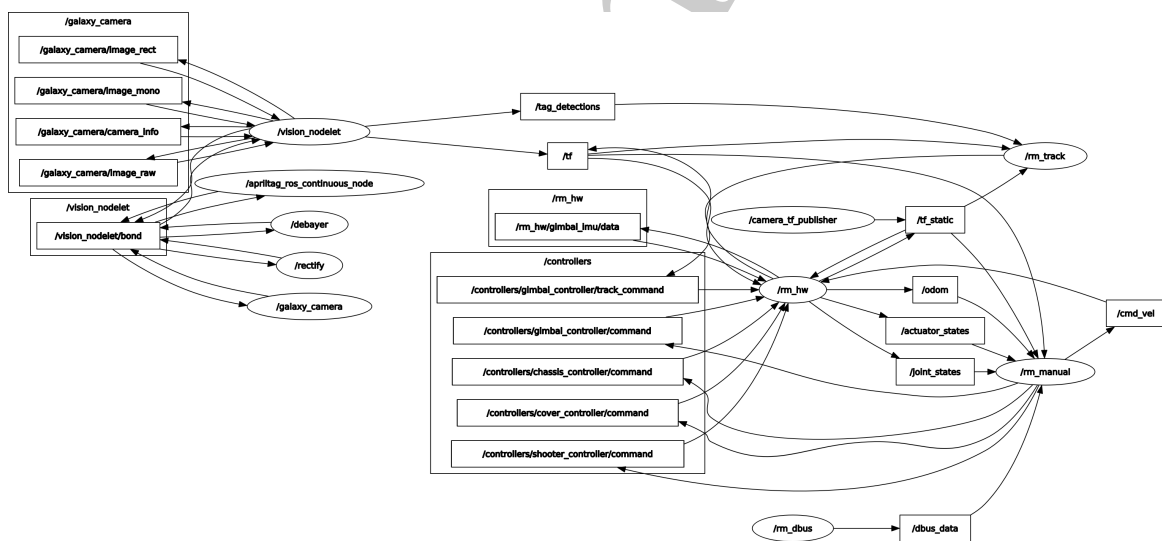 /galaxy_camera
/galaxy_camera/image_rect
/galaxy_camera/image_mono
/galaxy_camera/camera_info
/galaxy_camera/image_raw
/vision_nodelet
/vision_nodelet
/vision_nodelet/bond
/apriltag_ros_continuous_node
/debayer
/rectify
/galaxy_camera
/tag_detections
/tf
/rm_track
/rm_hw
/rm_hw/gimbal_imu/data
/camera_tf_publisher
/tf_static
/controllers
/controllers/gimbal_controller/track_command
/controllers/gimbal_controller/command
/controllers/chassis_controller/command
/controllers/cover_controller/command
/controllers/shooter_controller/command
/rm_hw
/odom
/actuator_states
/joint_states
/cmd_vel
/rm_manual
/rm_dbus
/dbus_data